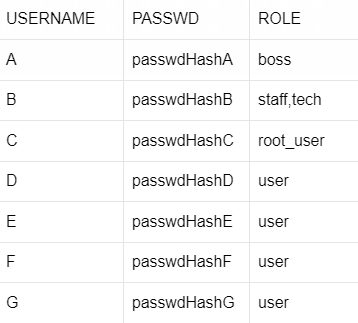 USERNAME PASSWD ROLE
A passwdHashA boss
B passwdHashB staff,tech
C passwdHashC root_user
D passwdHashD user
E passwdHashE user
F passwdHashF user
G passwdHashG user